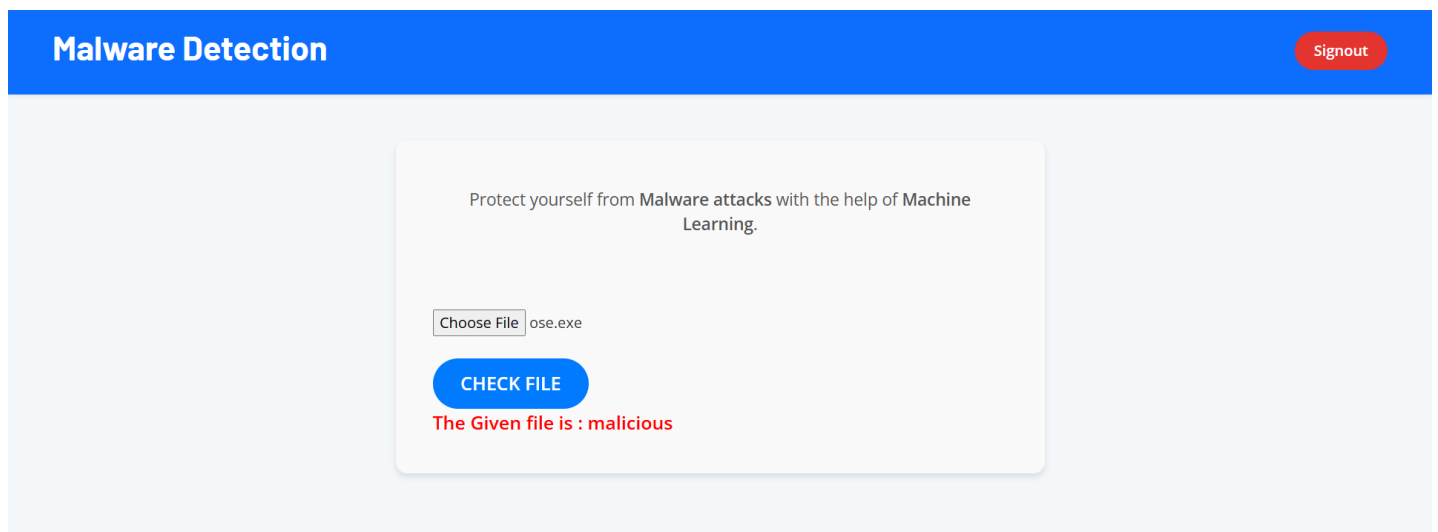 Malware Detection
Signout
Protect yourself from Malware attacks with the help of Machine
Learning.
Choose File ose.exe
CHECK FILE
The Given file is : malicious